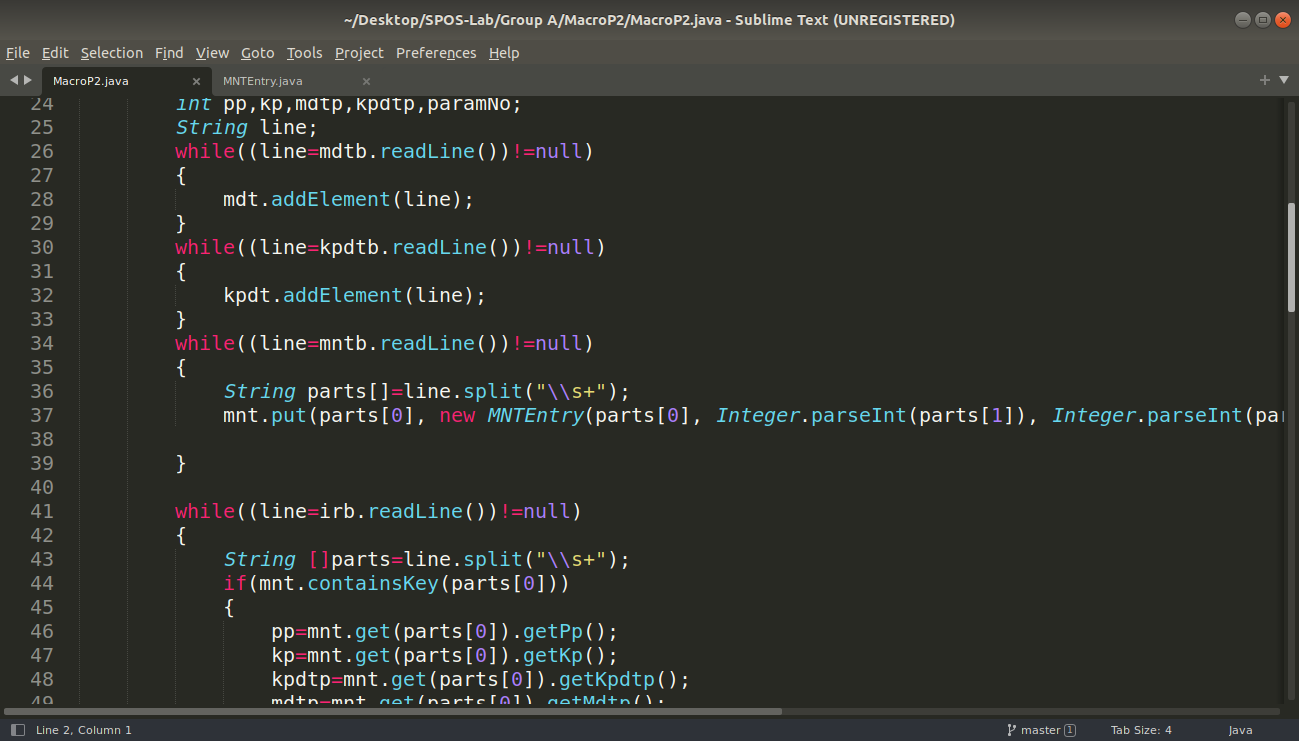 ~/Desktop/SPOS-Lab/Group A/MacroP2/MacroP2.java - Sublime Text (UNREGISTERED)
File Edit Selection Find View Goto Tools Project Preferences Help
MacroP2.java × MNTEntry.java ×
24 int pp,kp,mdtp,kpdtp,paramNo;
25 String line;
26 while((line=mdtb.readLine())!=null)
27 {
28 mdt.addElement(line);
29 }
30 while((line=kpdtb.readLine())!=null)
31 {
32 kpdt.addElement(line);
33 }
34 while((line=mntb.readLine())!=null)
35 {
36 String parts[]=line.split("\\s+");
37 mnt.put(parts[0], new MNTEntry(parts[0], Integer.parseInt(parts[1]), Integer.parseInt(par
38
39 }
40
41 while((line=irb.readLine())!=null)
42 {
43 String []parts=line.split("\\s+");
44 if(mnt.containsKey(parts[0]))
45 {
46 pp=mnt.get(parts[0]).getPp();
47 kp=mnt.get(parts[0]).getKp();
48 kpdtp=mnt.get(parts[0]).getKpdtp();
49 mdtp=mnt.get(parts[0]).getMdtp();
Line 2, Column 1 master 1 Tab Size: 4 Java